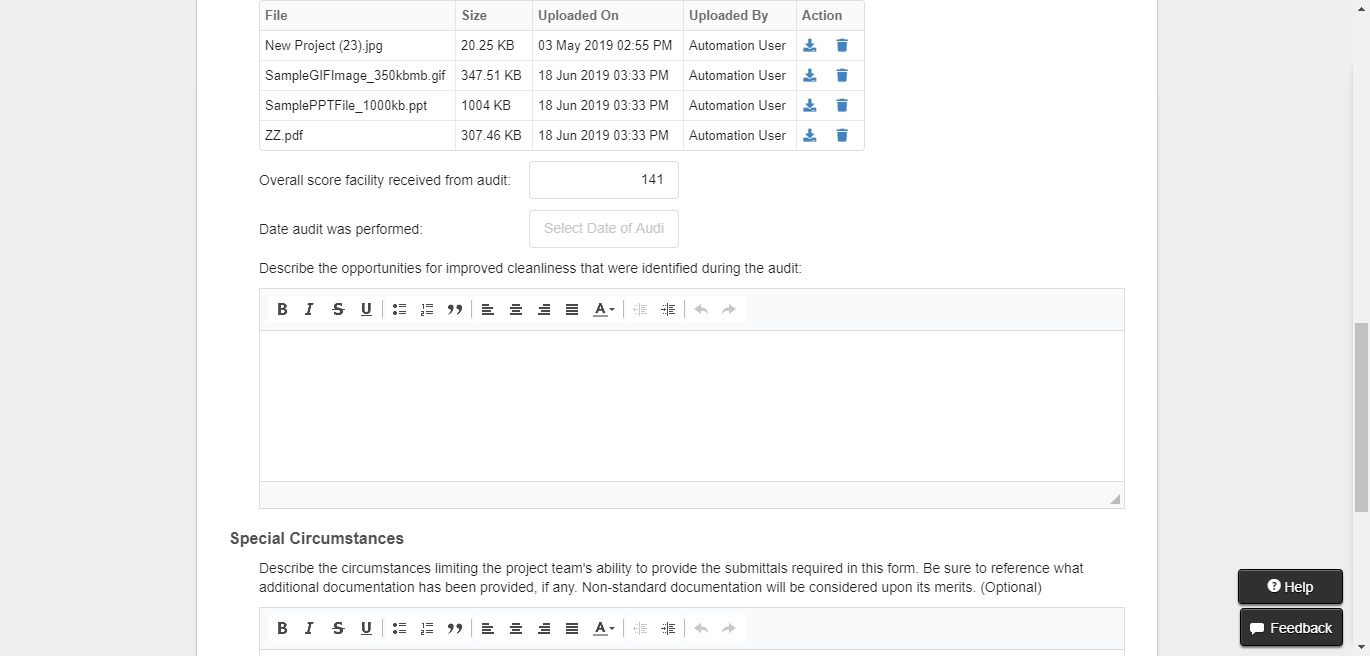 File Size Uploaded On Uploaded By Action
New Project (23).jpg 20.25 KB 03 May 2019 02:55 PM Automation User
SampleGIFImage_350kbmb.gif 347.51 KB 18 Jun 2019 03:33 PM Automation User
SamplePPTFile_1000kb.ppt 1004 KB 18 Jun 2019 03:33 PM Automation User
ZZ.pdf 307.46 KB 18 Jun 2019 03:33 PM Automation User
Overall score facility received from audit: 141
Date audit was performed: Select Date of Audi
Describe the opportunities for improved cleanliness that were identified during the audit:
B I S U A
Special Circumstances
Describe the circumstances limiting the project team's ability to provide the submittals required in this form. Be sure to reference what
additional documentation has been provided, if any. Non-standard documentation will be considered upon its merits. (Optional)
B I S U A
Help
Feedback